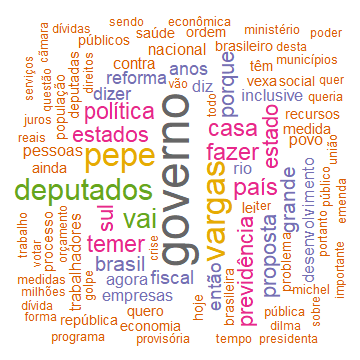 sendo econômica
dívidas saúde ordem ministério poder
câmara públicos nacional brasileiro desta
serviços questão população deputadas direitos contra anos porque têm municípios
reforma vexa social quer
dizer vão diz inclusive queria
juros política todo recursos
reais estados governo casa estado medida
pessoas pepe fazer povo união
ainda rio público
deputados vargas país grande emenda
sul vai lei ter desenvolvimento
trabalho votar processo orçamento trabalhadores temer crise previdência proposta problema portanto importante
brasil fiscal então brasileira
medidas golpe agora michel
milhões empresas hoje sobre
dívida quero pública
forma república economia dilma
programa provisória tempo presidenta